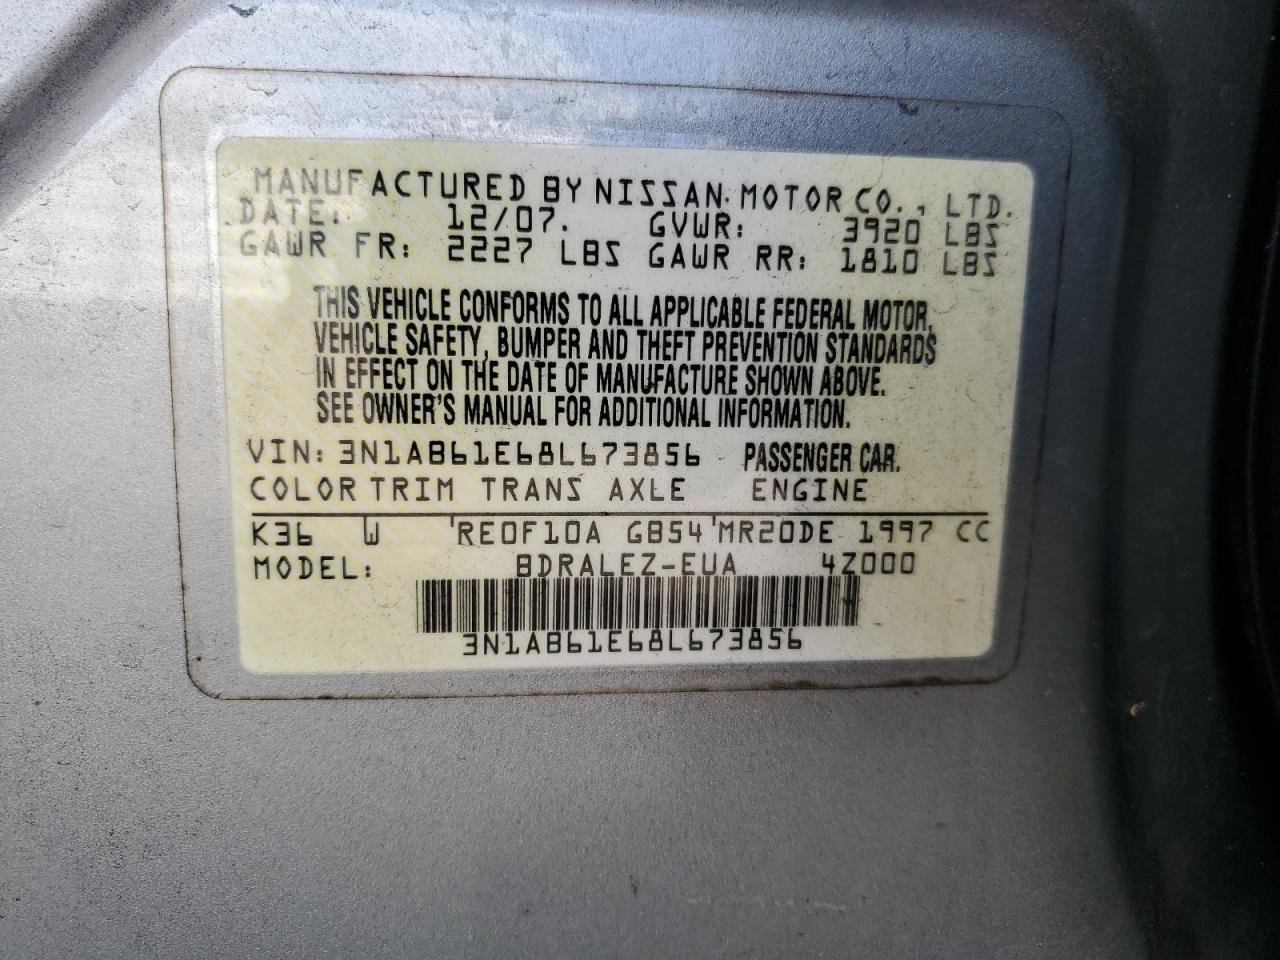 MANUFACTURED BY NISSAN MOTOR CO., LTD.
DATE: 12/07. GVWR: 3920 LBS
GAWR FR: 2227 LBS GAWR RR: 1810 LBS
THIS VEHICLE CONFORMS TO ALL APPLICABLE FEDERAL MOTOR
VEHICLE SAFETY, BUMPER AND THEFT PREVENTION STANDARDS
IN EFFECT ON THE DATE OF MANUFACTURE SHOWN ABOVE.
SEE OWNER'S MANUAL FOR ADDITIONAL INFORMATION.
VIN: 3N1AB61E68L673856 PASSENGER CAR.
COLOR TRIM TRANS AXLE ENGINE
K36 W RE0F10A GB54 MR20DE 1997 CC
MODEL: BDRALEZ-EUA 4Z000
3N1AB61E68L673856